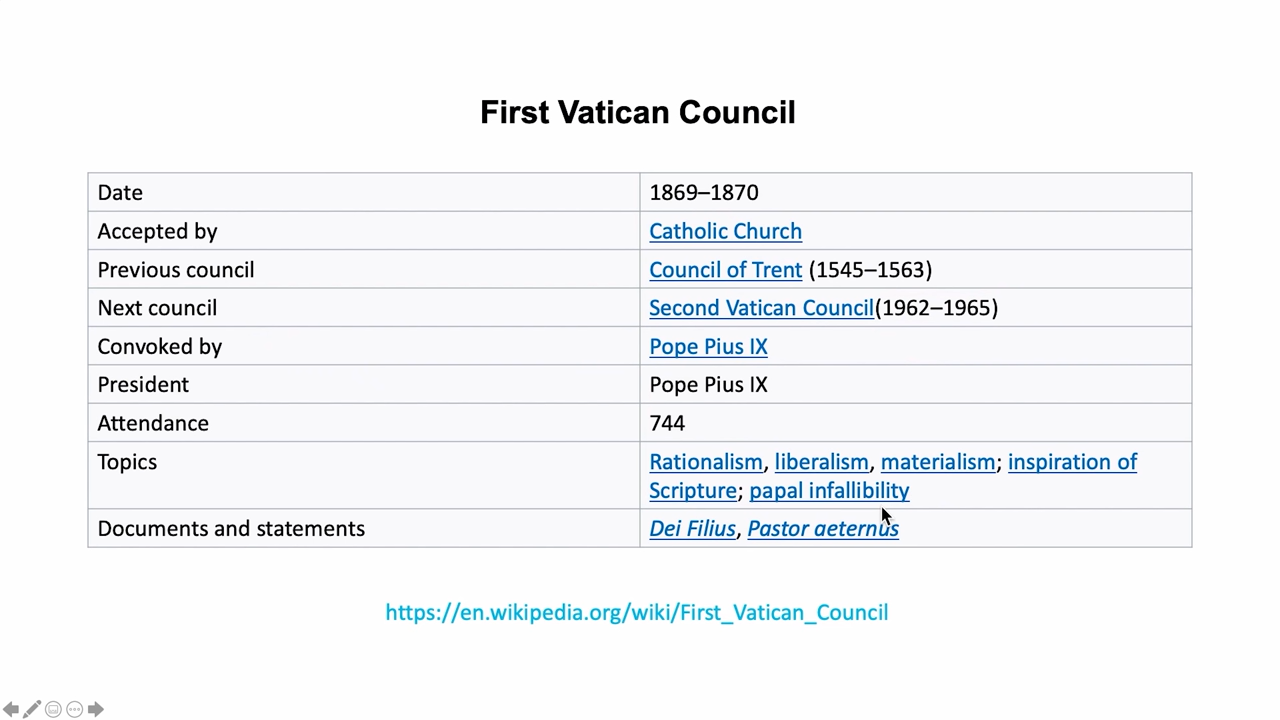 First Vatican Council
Date 1869–1870
Accepted by Catholic Church
Previous council Council of Trent (1545–1563)
Next council Second Vatican Council(1962–1965)
Convoked by Pope Pius IX
President Pope Pius IX
Attendance 744
Topics Rationalism, liberalism, materialism; inspiration of
Scripture; papal infallibility
Documents and statements Dei Filius, Pastor aeternus
https://en.wikipedia.org/wiki/First_Vatican_Council